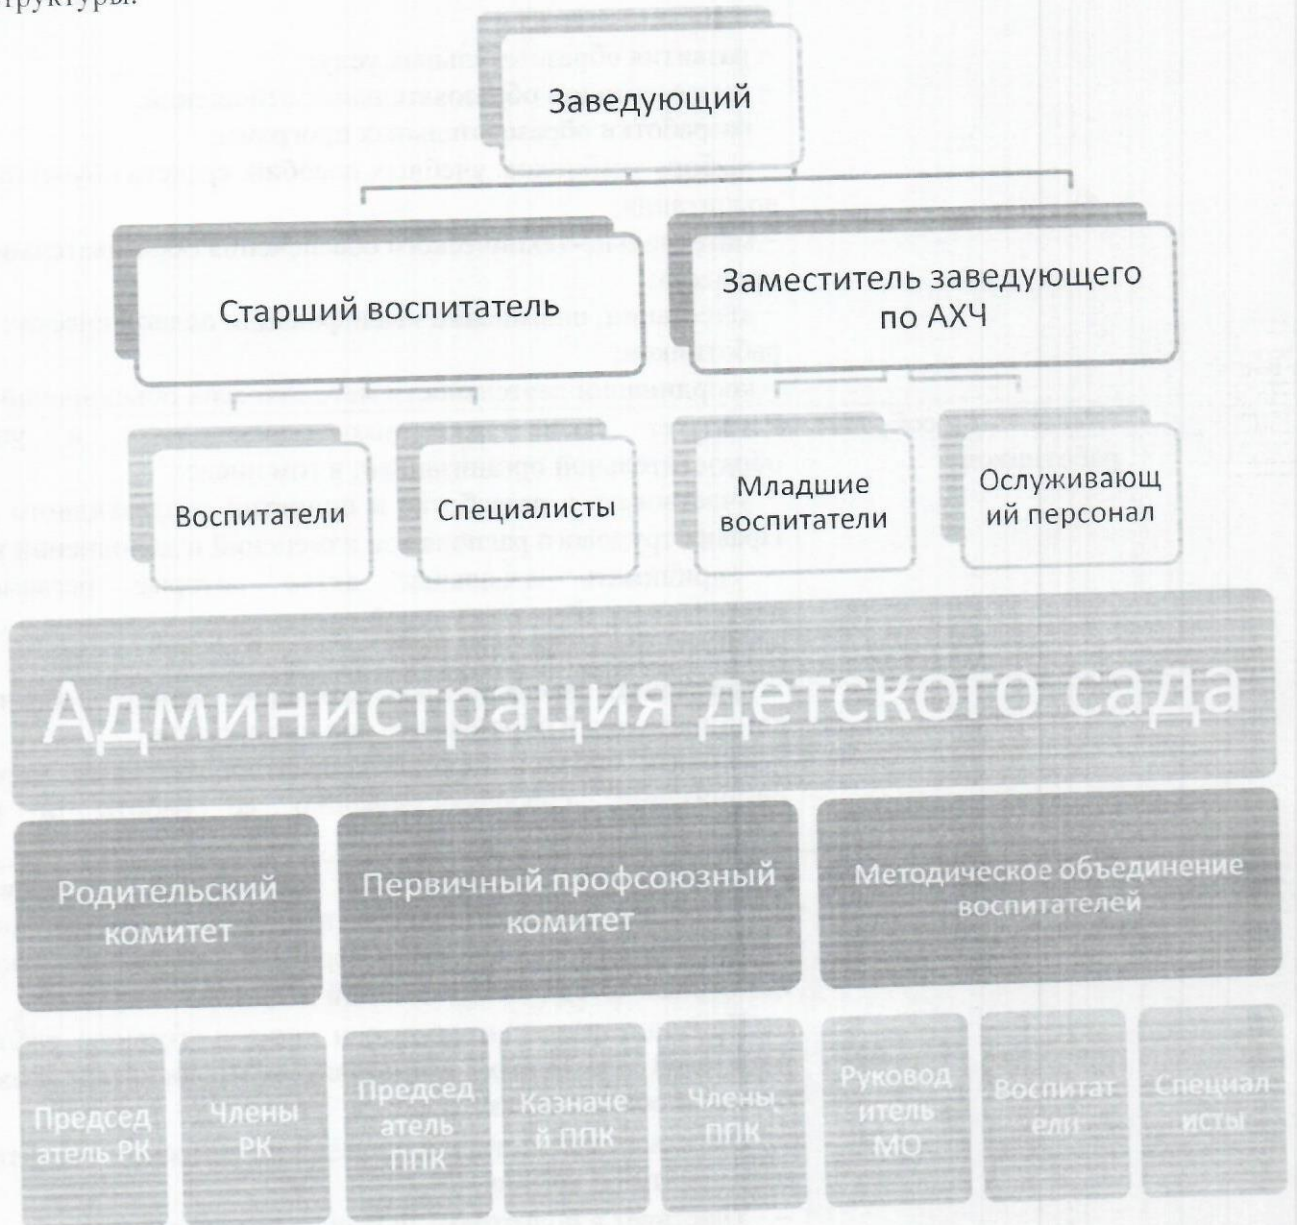 труктуры.
Заведующий
Старший воспитатель
Заместитель заведующего
по АХЧ
Воспитатели
Специалисты
Младшие
воспитатели
Ослуживающ
ий персонал
Администрация детского сада
Родительский
комитет
Первичный профсоюзный
комитет
Методическое объединение
воспитателей
Председ
атель РК
Члены
РК
Председ
атель
ППК
Казначе
й ППК
Члены
ППК
Руковод
итель
МО
Воспитат
ели
Специал
исты